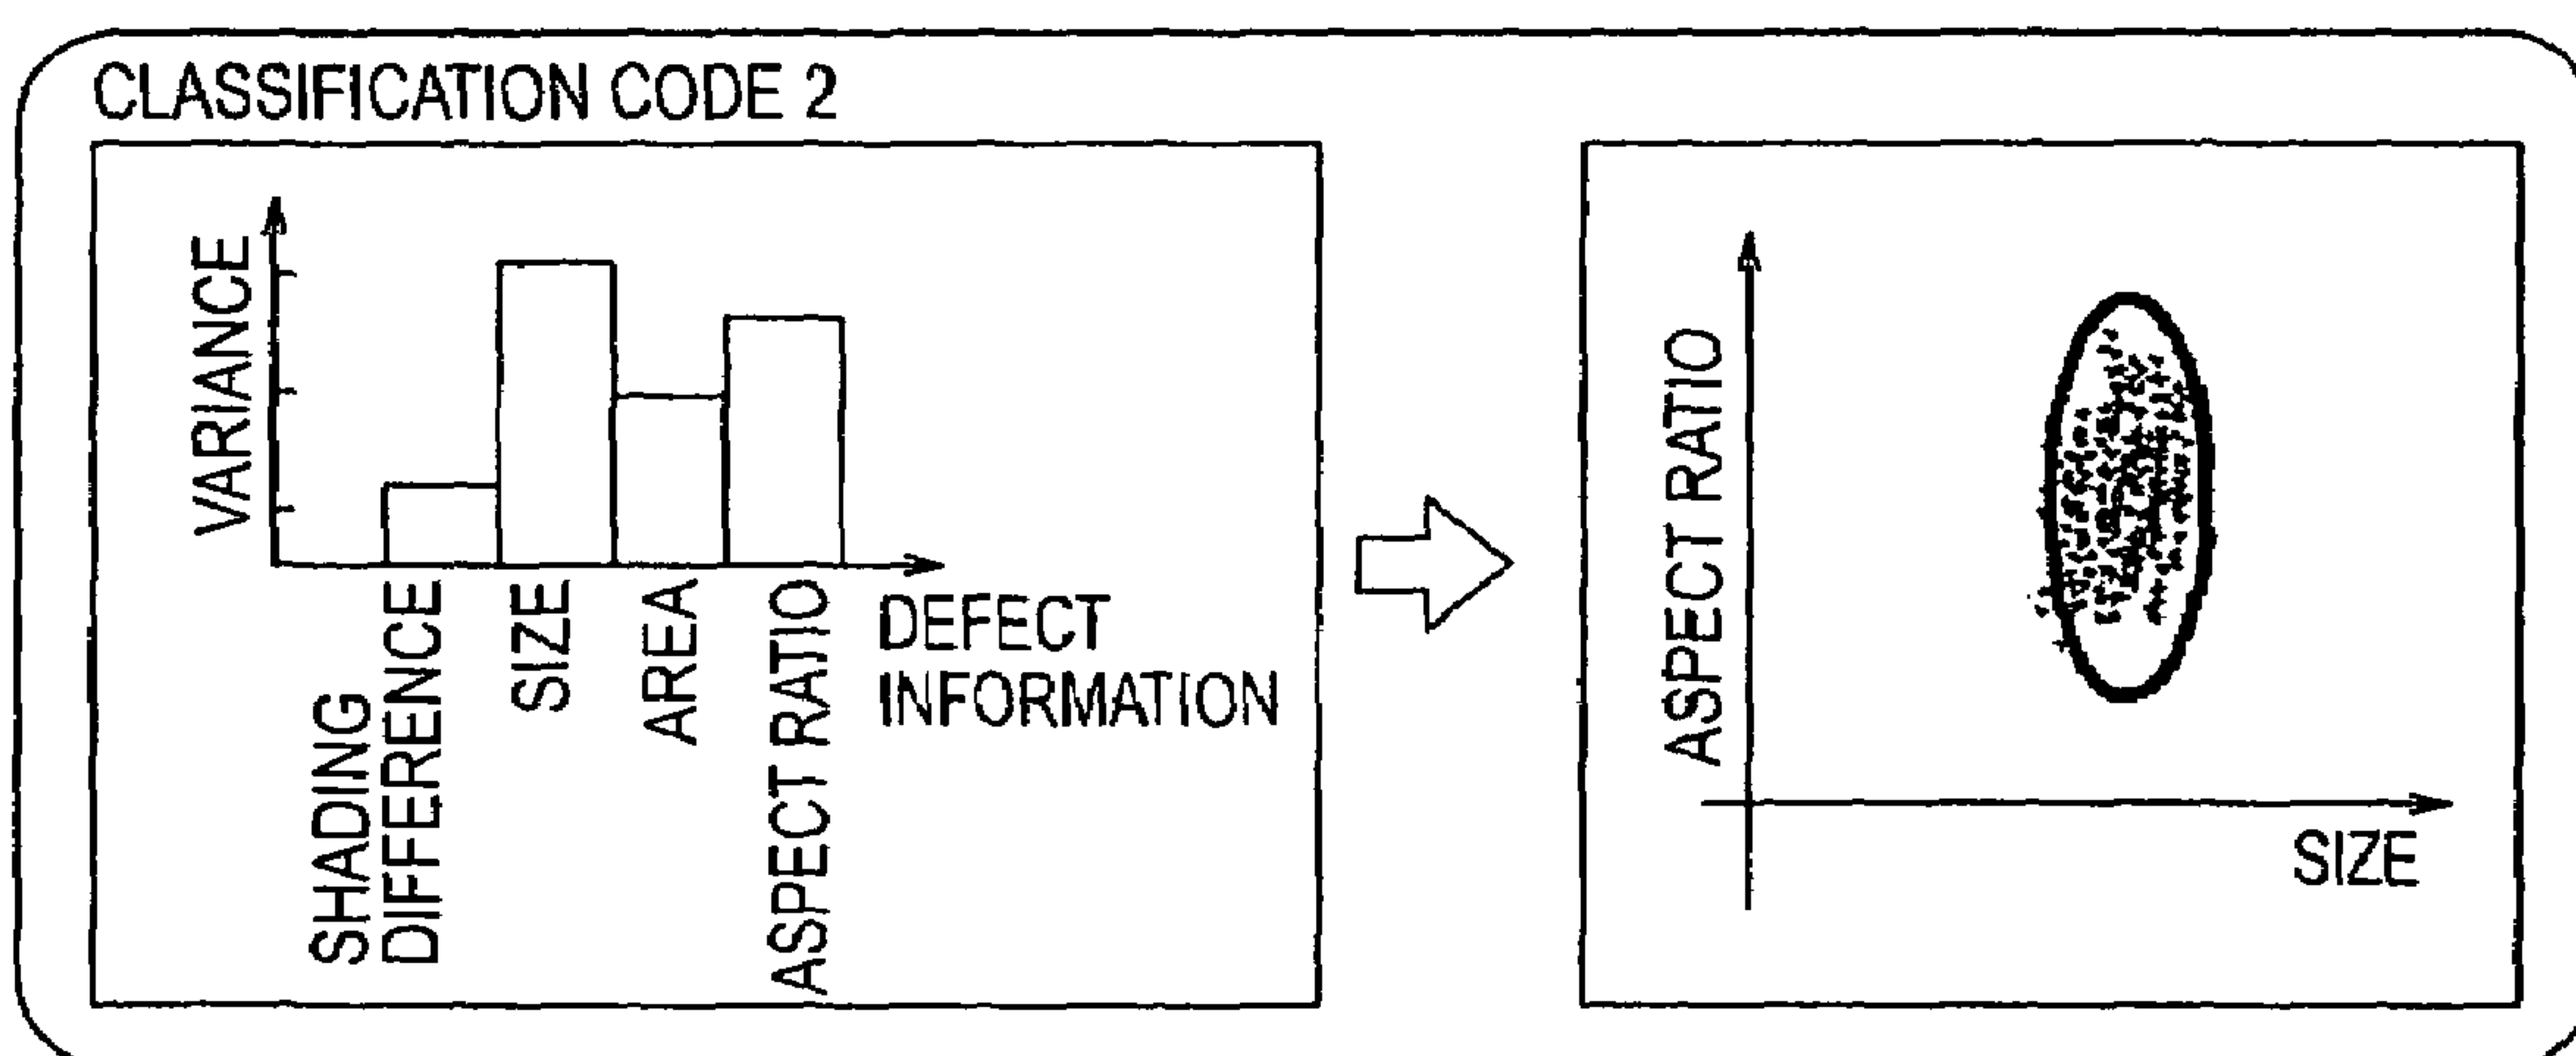 CLASSIFICATION CODE 2
VARIANCE
SHADING
DIFFERENCE
SIZE
AREA
ASPECT RATIO
DEFECT
INFORMATION
ASPECT RATIO
SIZE